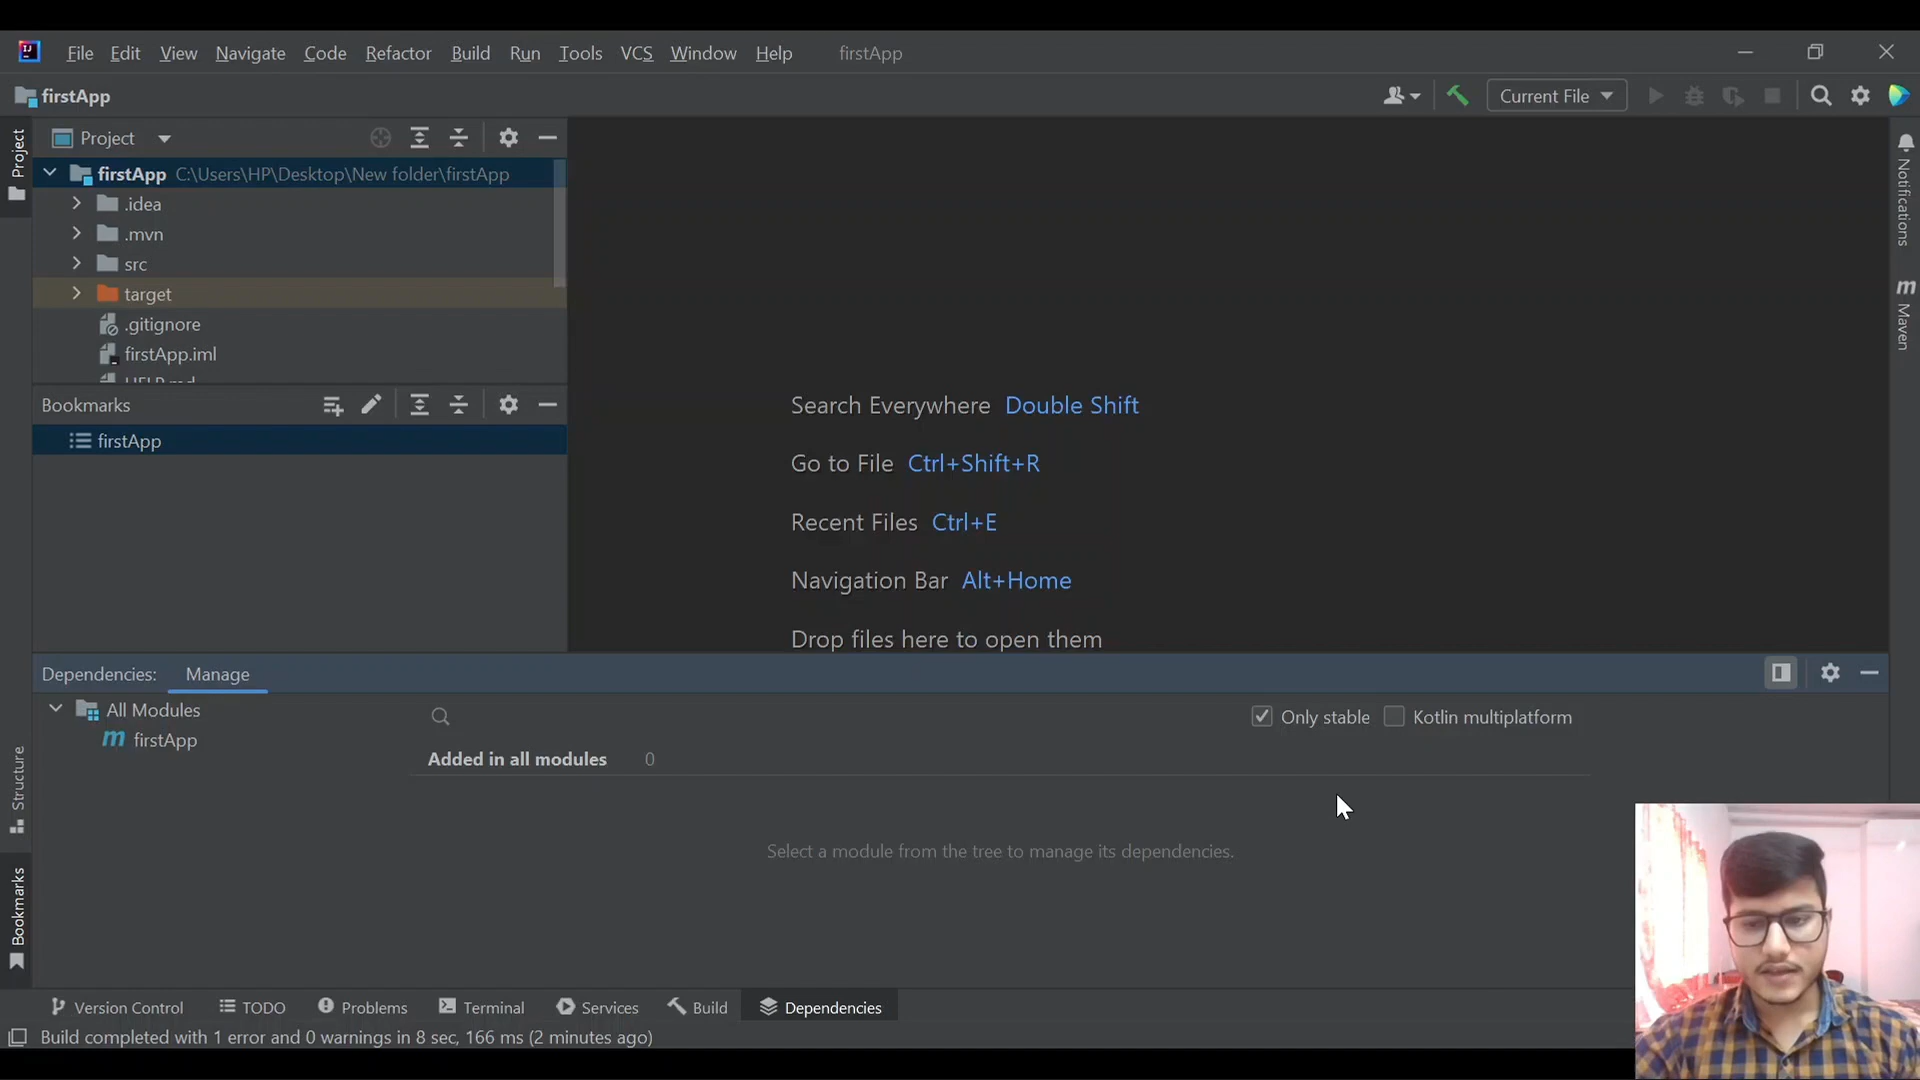 File Edit View Navigate Code Refactor Build Run Tools VCS Window Help firstApp
firstApp
Current File
Project
Project
firstApp C:\Users\HP\Desktop\New folder\firstApp
.idea
.mvn
src
target
.gitignore
firstApp.iml
HELP.md
Bookmarks
firstApp
Search Everywhere Double Shift
Go to File Ctrl+Shift+R
Recent Files Ctrl+E
Navigation Bar Alt+Home
Drop files here to open them
Notifications
m Maven
Dependencies: Manage
All Modules
m firstApp
Only stable Kotlin multiplatform
Added in all modules 0
Select a module from the tree to manage its dependencies.
Structure
Bookmarks
Version Control TODO Problems Terminal Services Build Dependencies
Build completed with 1 error and 0 warnings in 8 sec, 166 ms (2 minutes ago)